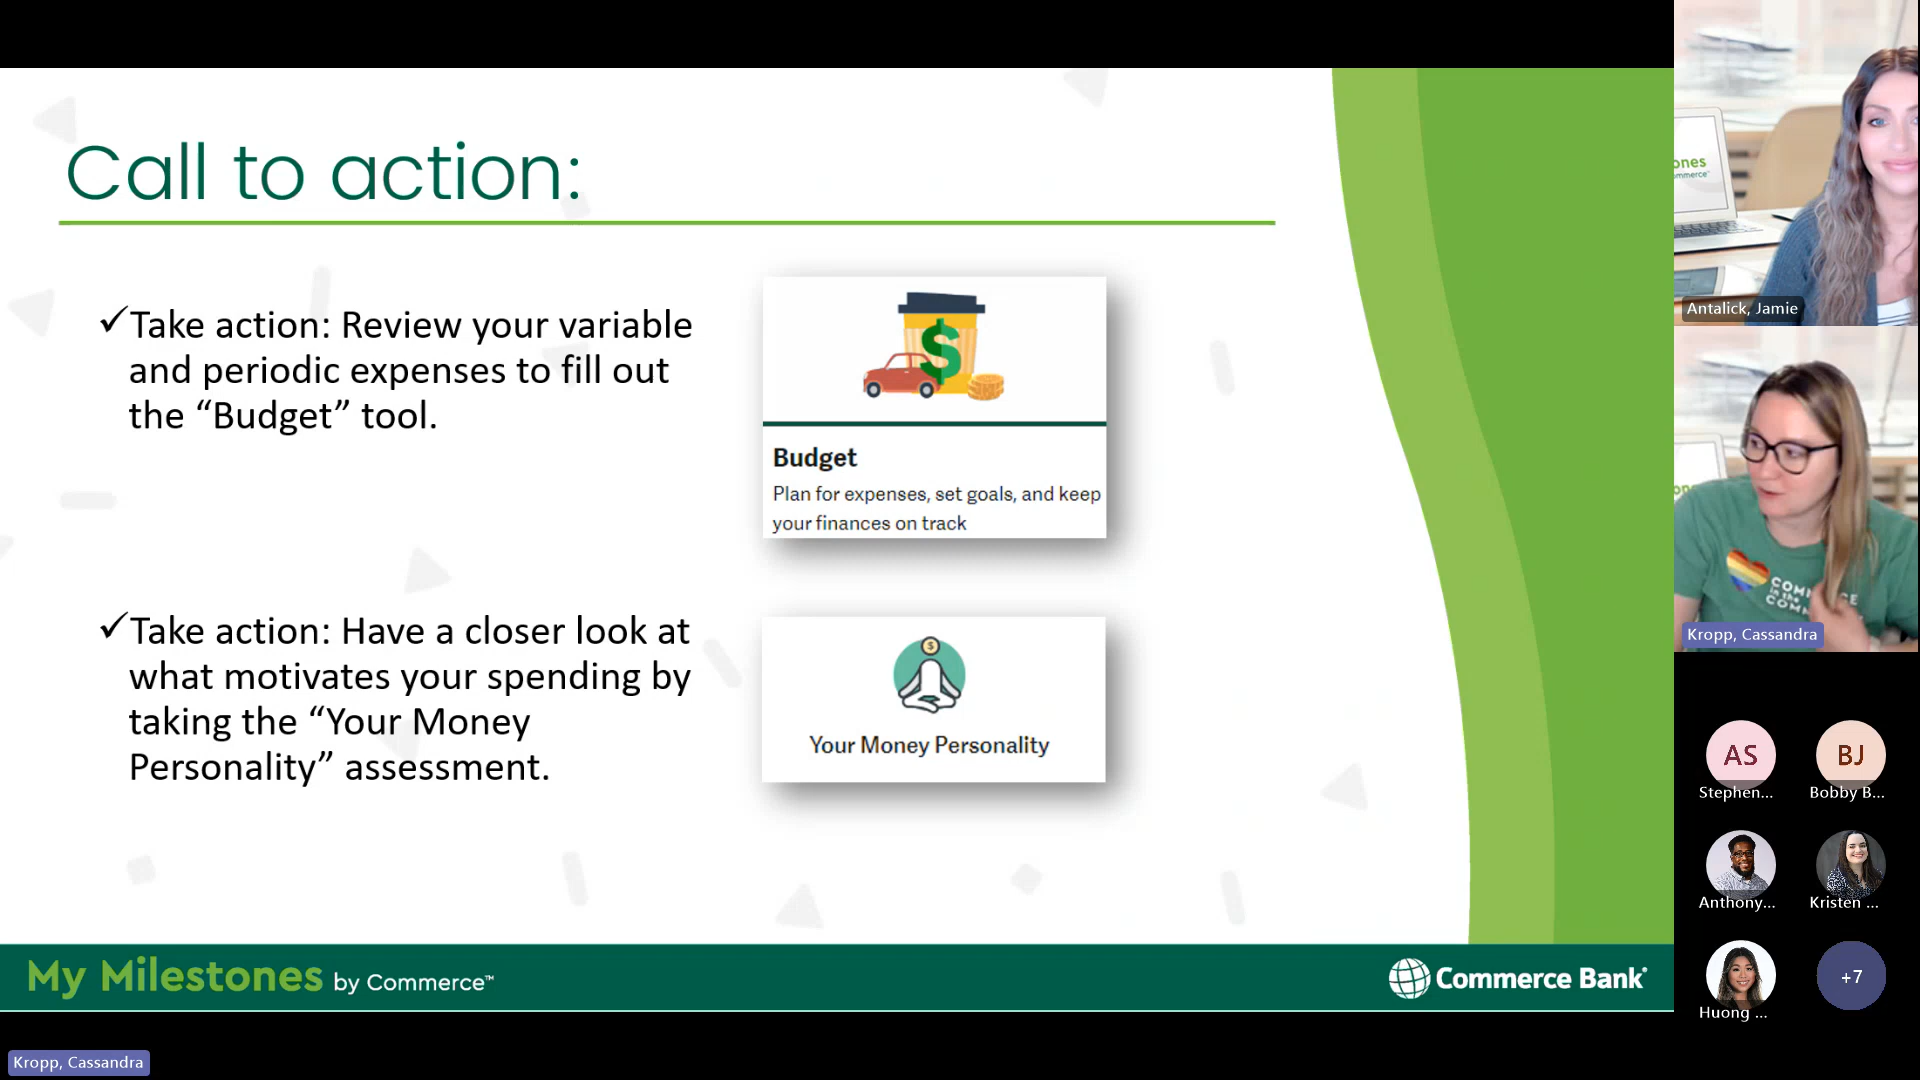 Call to action:
✓Take action: Review your variable
and periodic expenses to fill out
the “Budget” tool.
$
Budget
Plan for expenses, set goals, and keep
your finances on track
✓Take action: Have a closer look at
what motivates your spending by
taking the “Your Money
Personality” assessment.
$
Your Money Personality
My Milestones by Commerce™
Commerce Bank
Kropp, Cassandra
Antalick, Jamie
in the
Kropp, Cassandra
AS
BJ
Stephen...
Bobby B...
Anthony...
Kristen ...
Huong ...
+7